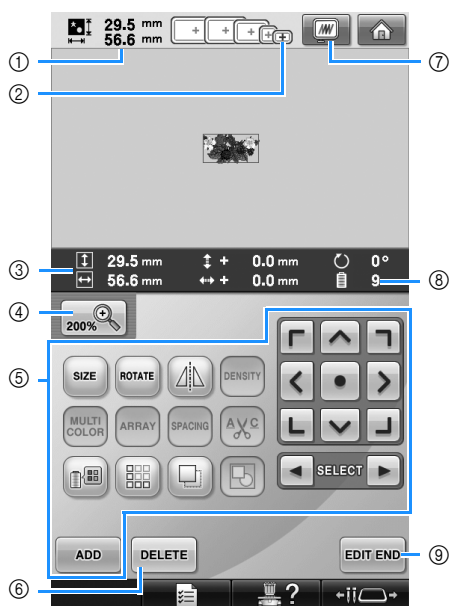 29.5 mm
56.6 mm
①
②
⑦
29.5 mm + 0.0 mm 0°
56.6 mm + 0.0 mm 9
③
⑧
④
200%
⑤
SIZE ROTATE DENSITY
MULTI COLOR ARRAY SPACING A C
SELECT
ADD DELETE EDIT END
⑥
⑨
?